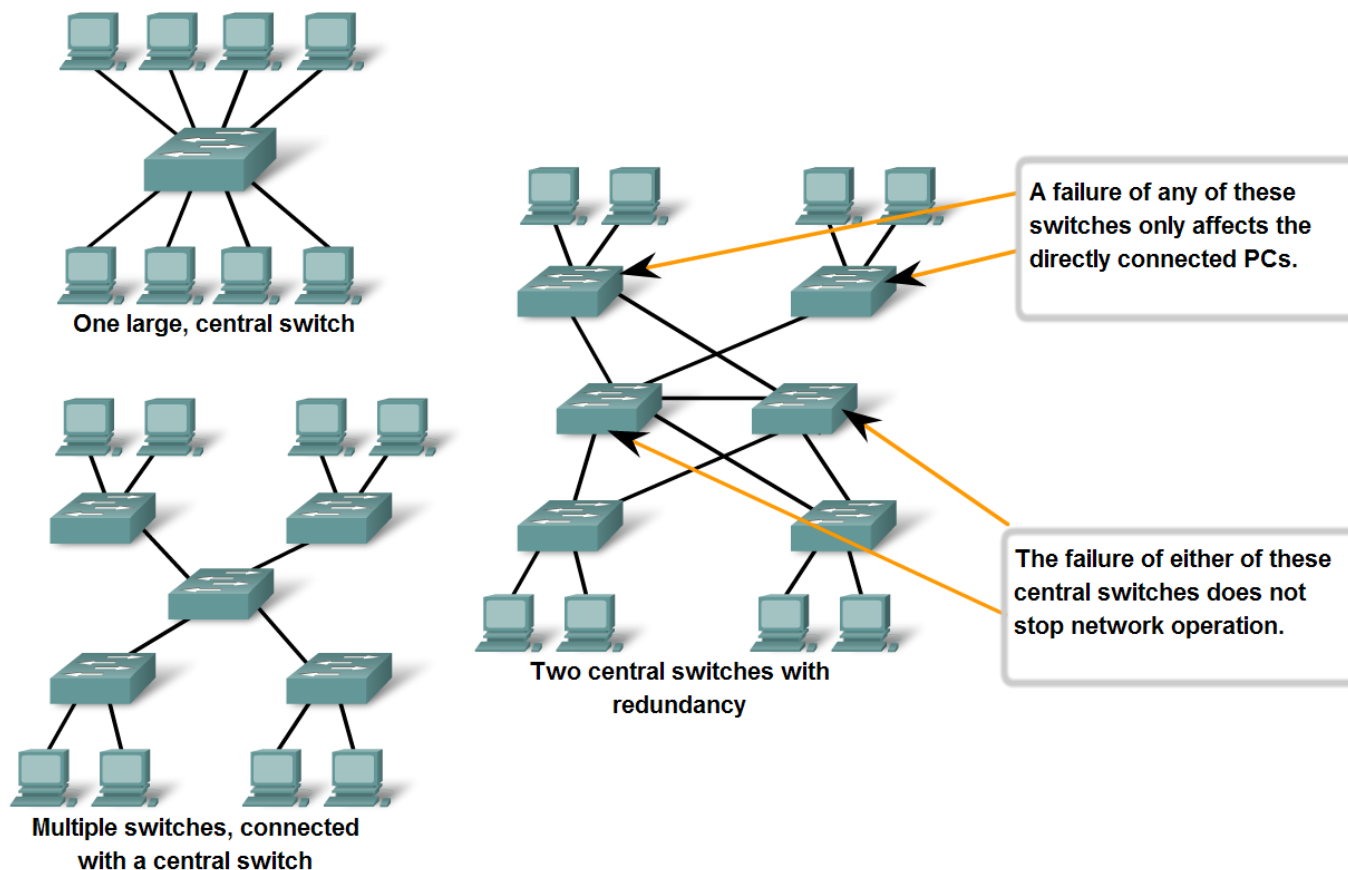 One large, central switch
A failure of any of these
switches only affects the
directly connected PCs.
Multiple switches, connected
with a central switch
Two central switches with
redundancy
The failure of either of these
central switches does not
stop network operation.